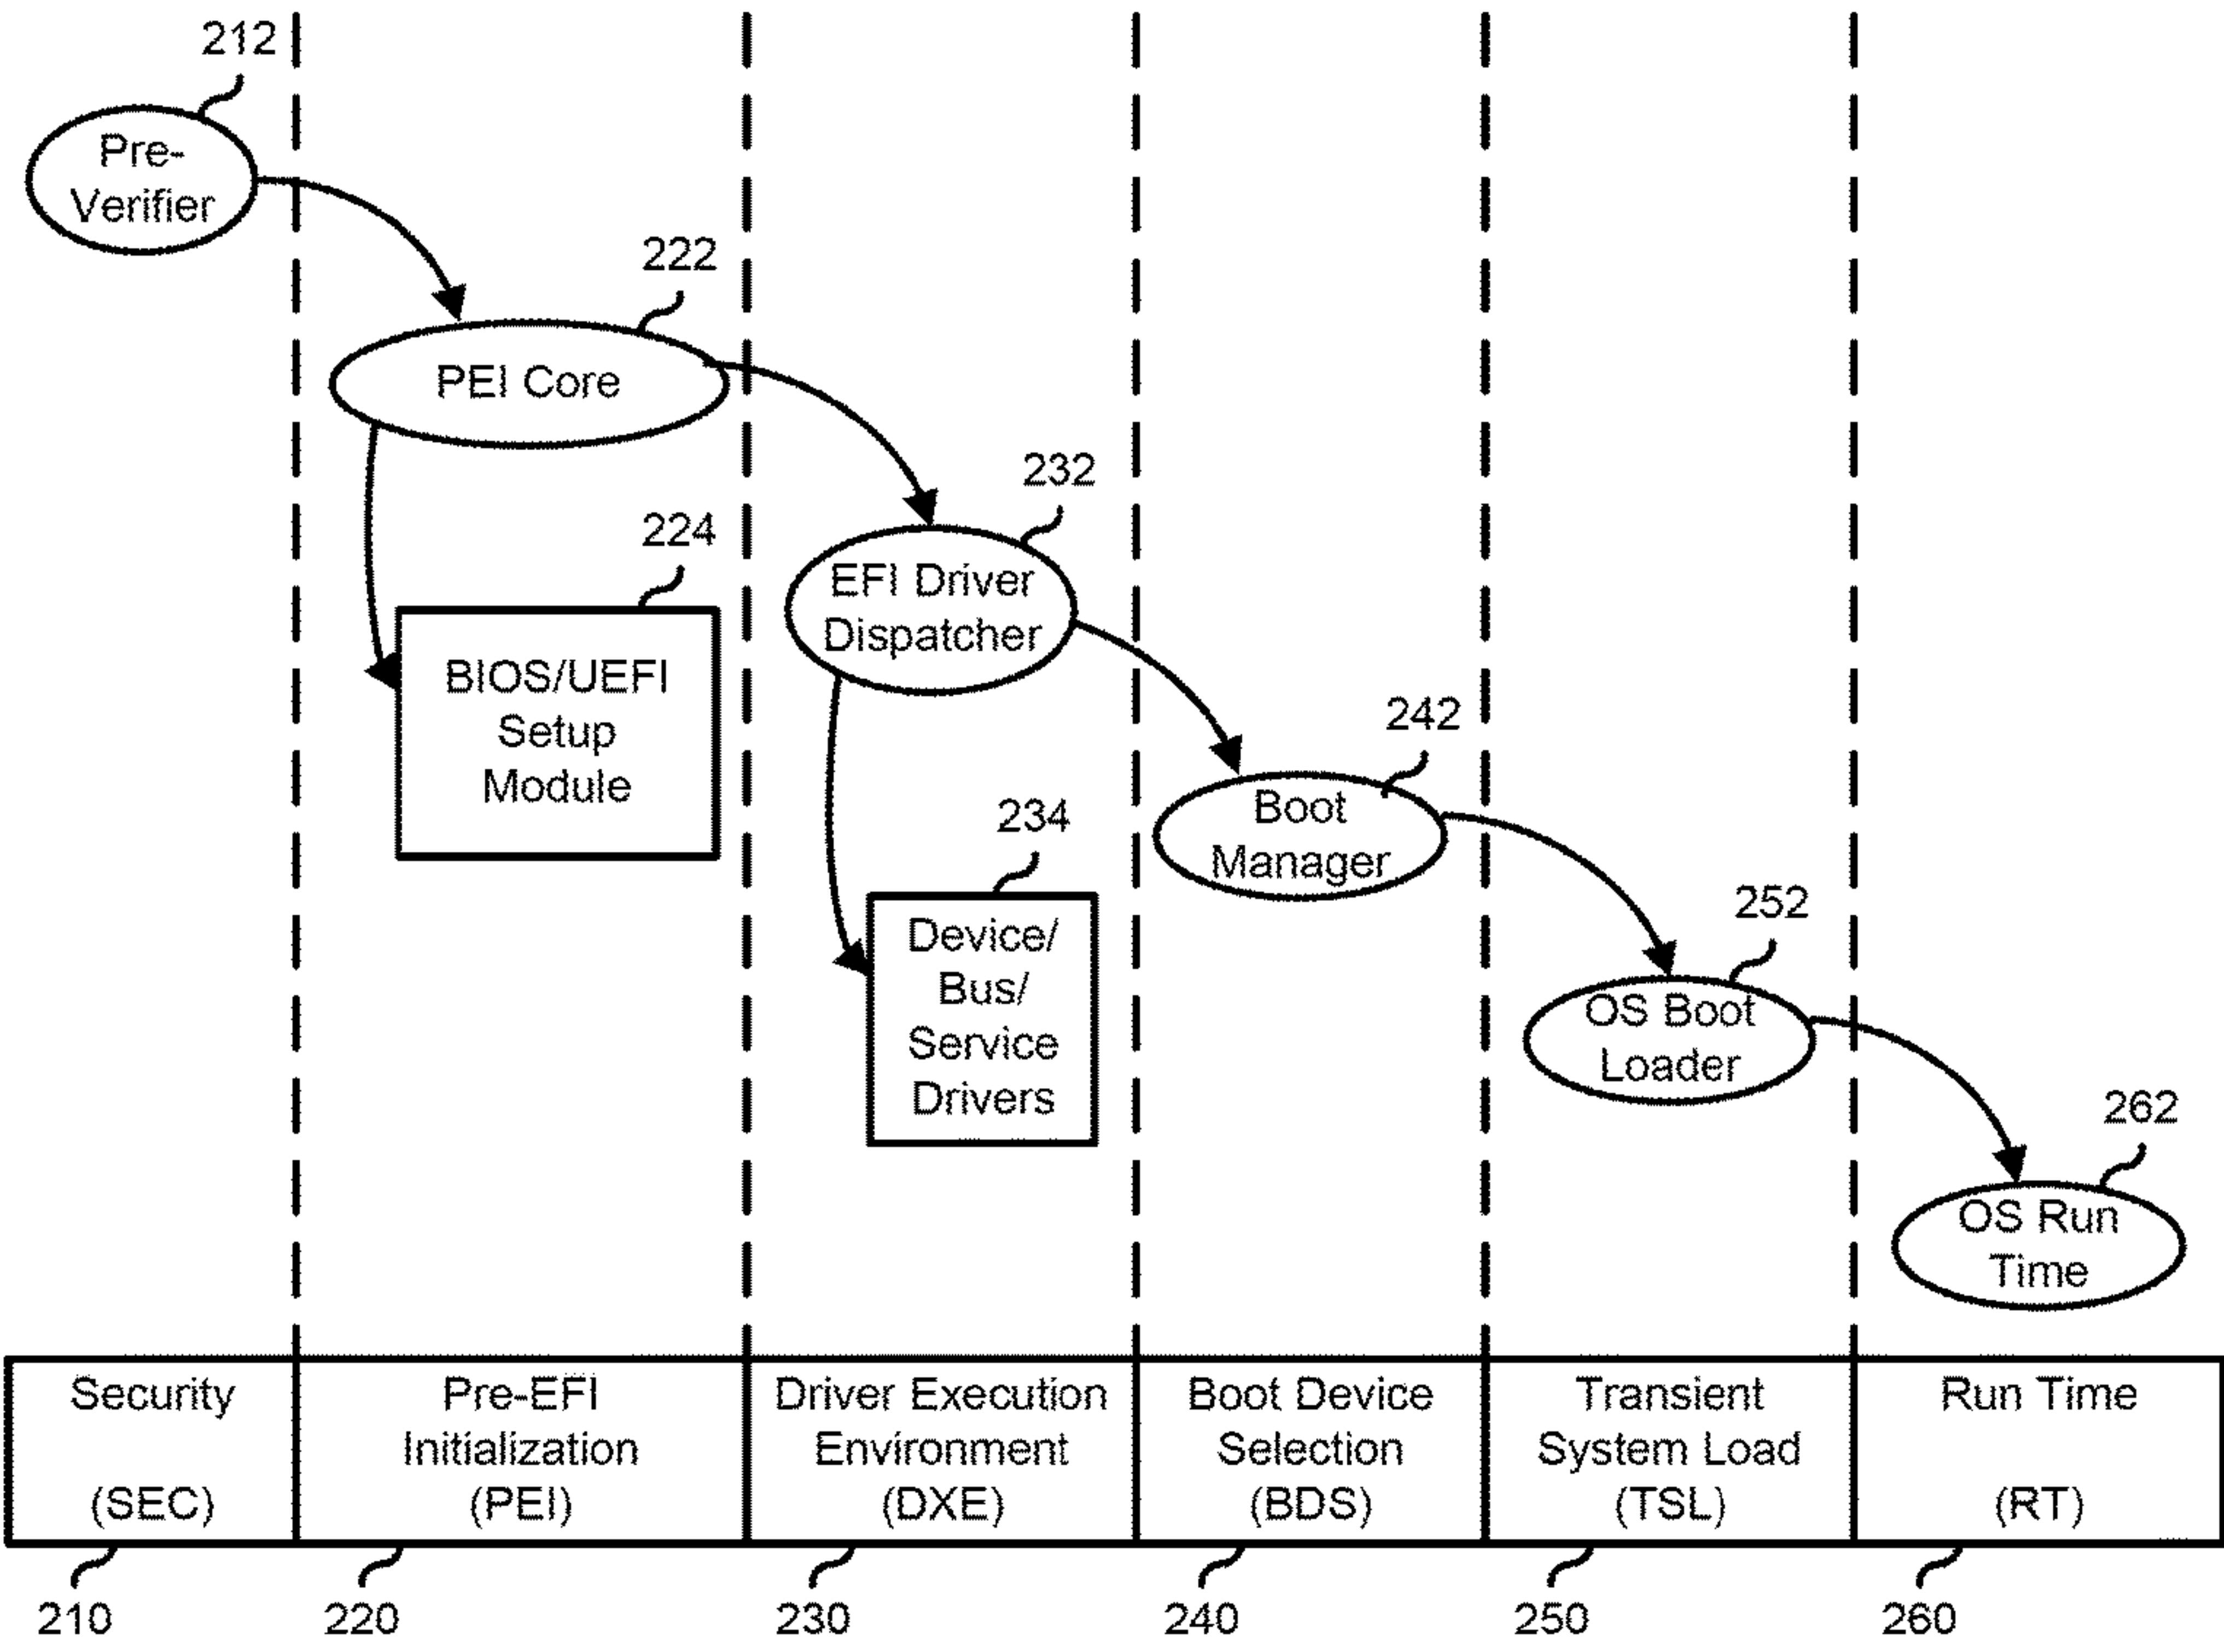 212
Pre-
Verifier
222
PEI Core
232
224
EFI Driver
Dispatcher
BIOS/UEFI
Setup
Module
242
Boot
Manager
234
Device/
Bus/
Service
Drivers
252
OS Boot
Loader
262
OS Run
Time
Security
(SEC)
Pre-EFI
Initialization
(PEI)
Driver Execution
Environment
(DXE)
Boot Device
Selection
(BDS)
Transient
System Load
(TSL)
Run Time
(RT)
210
220
230
240
250
260